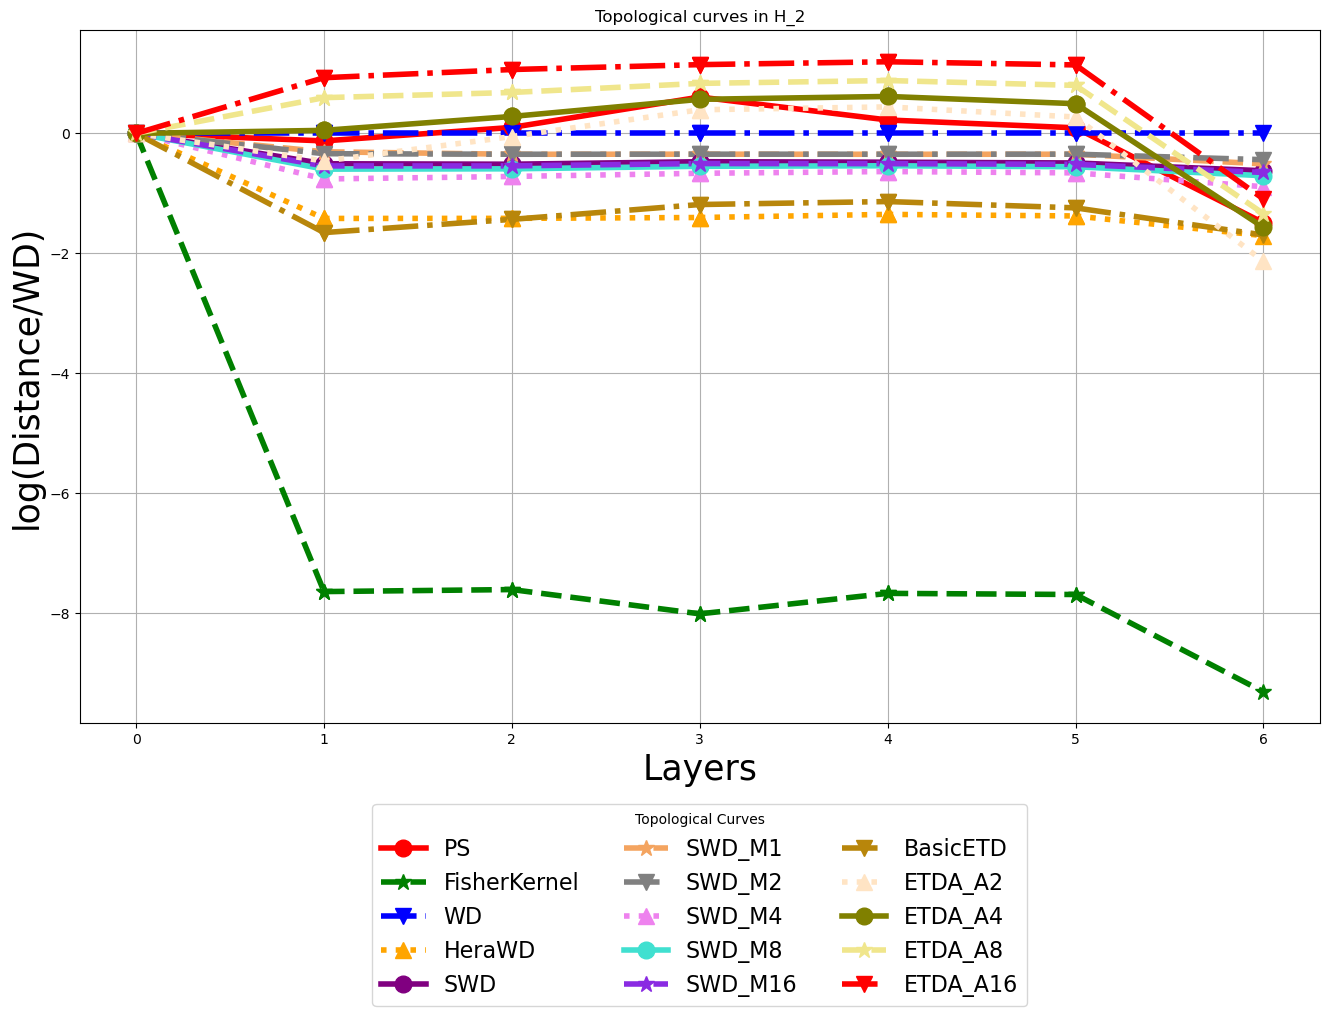 Topological curves in H_2
log(Distance/WD)
0
−2
−4
−6
−8
0 1 2 3 4 5 6
Layers
Topological Curves
PS SWD_M1 BasicETD
FisherKernel SWD_M2 ETDA_A2
WD SWD_M4 ETDA_A4
HeraWD SWD_M8 ETDA_A8
SWD SWD_M16 ETDA_A16